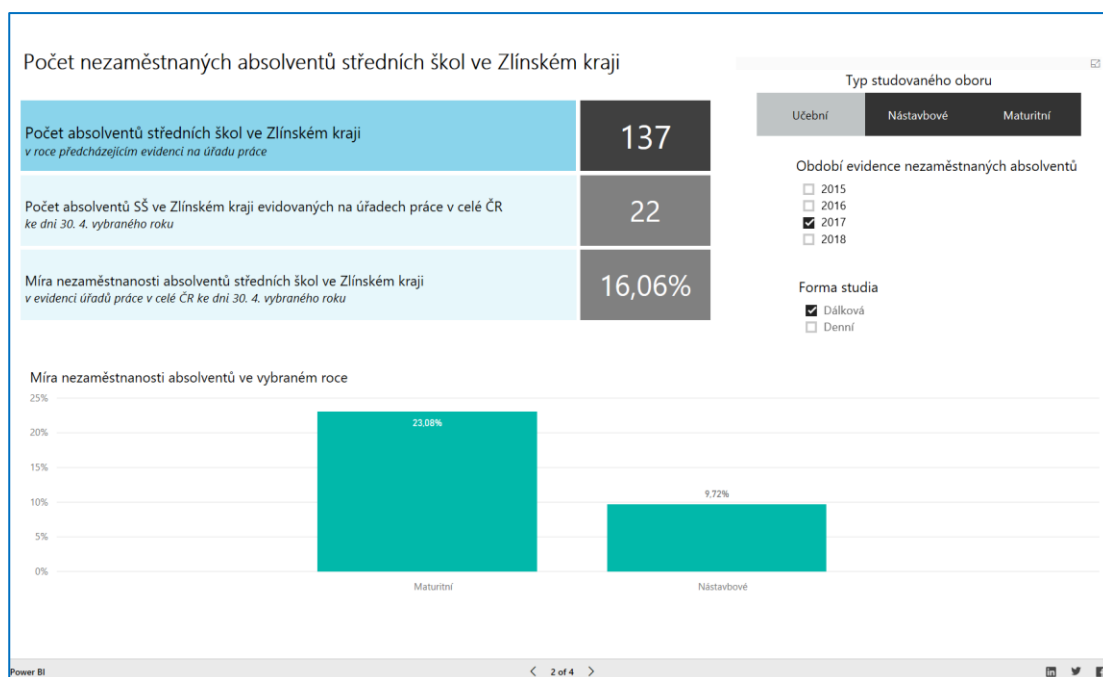 Počet nezaměstnaných absolventů středních škol ve Zlínském kraji
Počet absolventů středních škol ve Zlínském kraji
v roce předcházejícím evidenci na úřadu práce
137
Počet absolventů SŠ ve Zlínském kraji evidovaných na úřadech práce v celé ČR
ke dni 30. 4. vybraného roku
22
Míra nezaměstnanosti absolventů středních škol ve Zlínském kraji
v evidenci úřadů práce v celé ČR ke dni 30. 4. vybraného roku
16,06%
Typ studovaného oboru
Učební Nástavbové Maturitní
Období evidence nezaměstnaných absolventů
2015
2016
2017
2018
Forma studia
Dálková
Denní
Míra nezaměstnanosti absolventů ve vybraném roce
25%
20%
15%
10%
5%
0%
23,08%
9,72%
Maturitní Nástavbové
Power BI 2 of 4